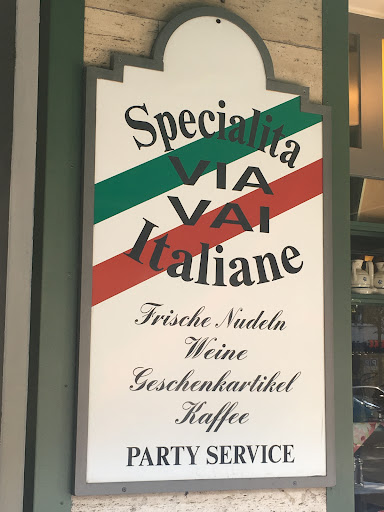 Specialita
VIA
VAI
Italiane
Frische Nudeln
Weine
Geschenkartikel
Kaffee
PARTY SERVICE